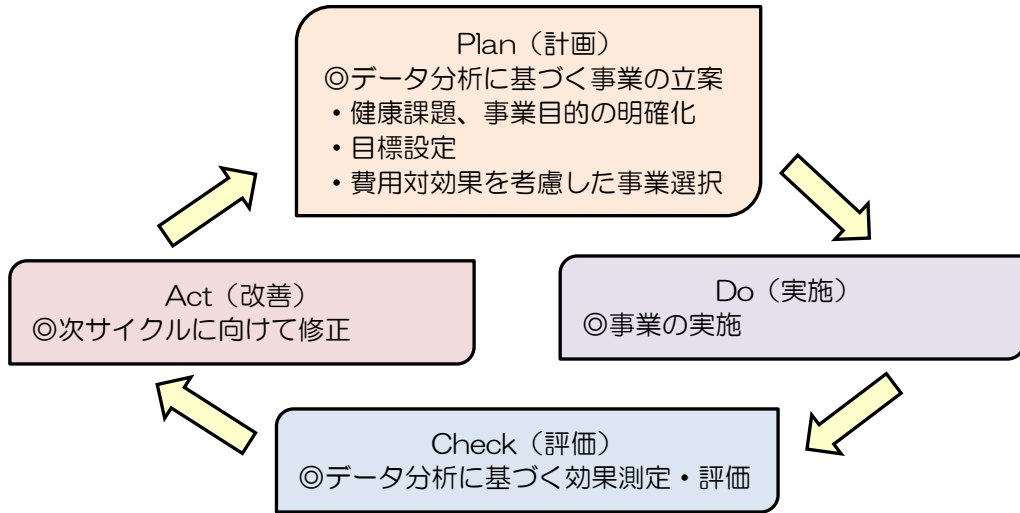 Plan（計画）
◎データ分析に基づく事業の立案
・健康課題、事業目的の明確化
・目標設定
・費用対効果を考慮した事業選択
Do（実施）
◎事業の実施
Check（評価）
◎データ分析に基づく効果測定・評価
Act（改善）
◎次サイクルに向けて修正